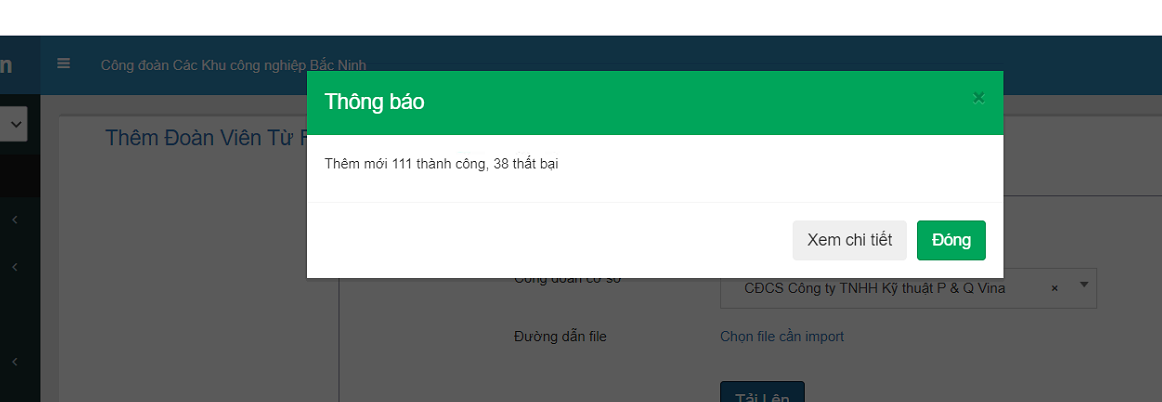 n
Công đoàn Các Khu công nghiệp Bắc Ninh
Thông báo
×
Thêm Đoàn Viên Từ F
Thêm mới 111 thành công, 38 thất bại
Xem chi tiết
Đóng
Công đoàn cơ sở
CĐCS Công ty TNHH Kỹ thuật P & Q Vina
×
Đường dẫn file
Chọn file cần import
Tải Lên